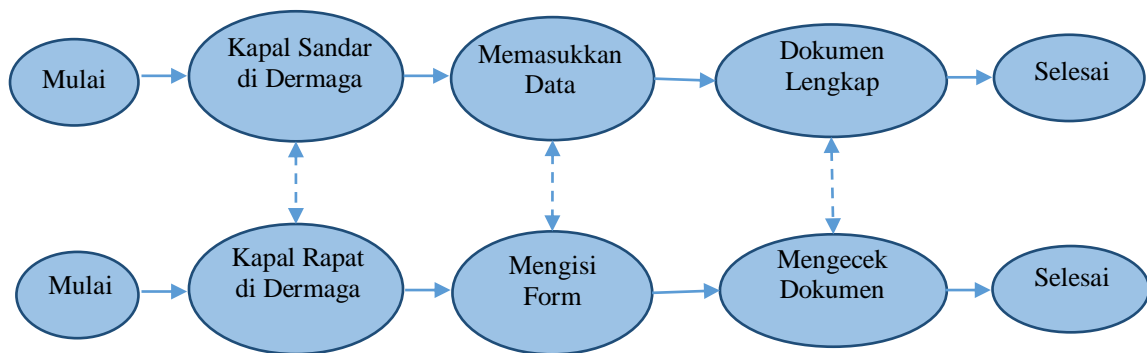 Mulai
Kapal Sandar
di Dermaga
Memasukkan
Data
Dokumen
Lengkap
Selesai
Mulai
Kapal Rapat
di Dermaga
Mengisi
Form
Mengecek
Dokumen
Selesai